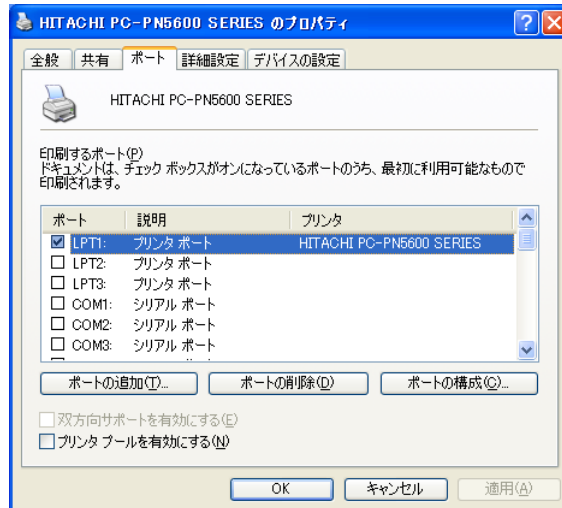 HITACHI PC-PN5600 SERIES のプロパティ
全般 共有 ポート 詳細設定 デバイスの設定
HITACHI PC-PN5600 SERIES
印刷するポート(P)
ドキュメントは、チェック ボックスがオンになっているポートのうち、最初に利用可能なもので
印刷されます。
ポート 説明 プリンタ
LPT1: プリンタ ポート HITACHI PC-PN5600 SERIES
LPT2: プリンタ ポート
LPT3: プリンタ ポート
COM1: シリアル ポート
COM2: シリアル ポート
COM3: シリアル ポート
ポートの追加(T)... ポートの削除(D) ポートの構成(C)...
双方向サポートを有効にする(E)
プリンタ プールを有効にする(N)
OK キャンセル 適用(A)